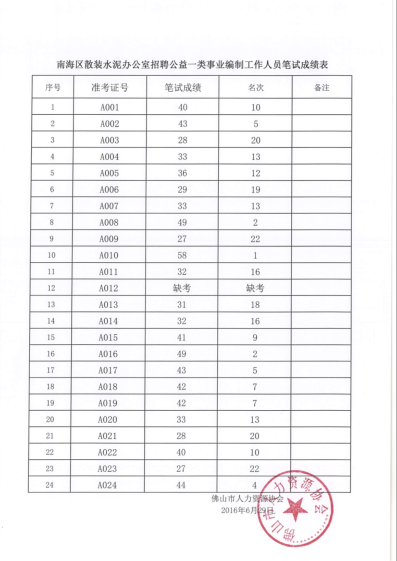 南海区散装水泥办公室招聘公益一类事业编制工作人员笔试成绩表
序号 准考证号 笔试成绩 名次 备注
1 A001 40 10
2 A002 43 5
3 A003 28 20
4 A004 33 13
5 A005 36 12
6 A006 29 19
7 A007 33 13
8 A008 49 2
9 A009 27 22
10 A010 58 1
11 A011 32 16
12 A012 缺考 缺考
13 A013 31 18
14 A014 32 16
15 A015 41 9
16 A016 49 2
17 A017 43 5
18 A018 42 7
19 A019 42 7
20 A020 33 13
21 A021 28 20
22 A022 40 10
23 A023 27 22
24 A024 44 4
佛山市人力资源协会
2016年6月29日
佛山市人力资源协会